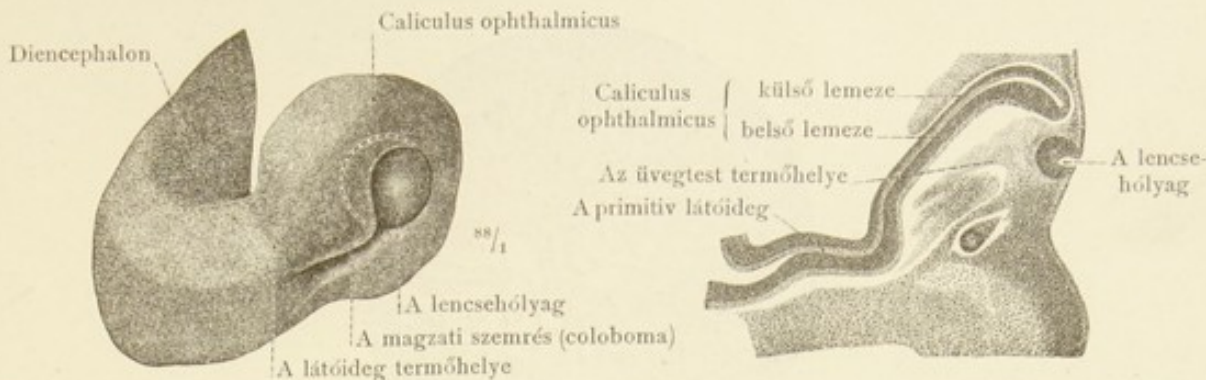 Caliculus ophthalmicus
Diencephalon
88/1
A lencsehólyag
A magzati szemrés (coloboma)
A látóideg termőhelye
Caliculus ophthalmicus
külső lemeze
belső lemeze
Az üvegtest termőhelye
A primitiv látóideg
A lencse-
hólyag